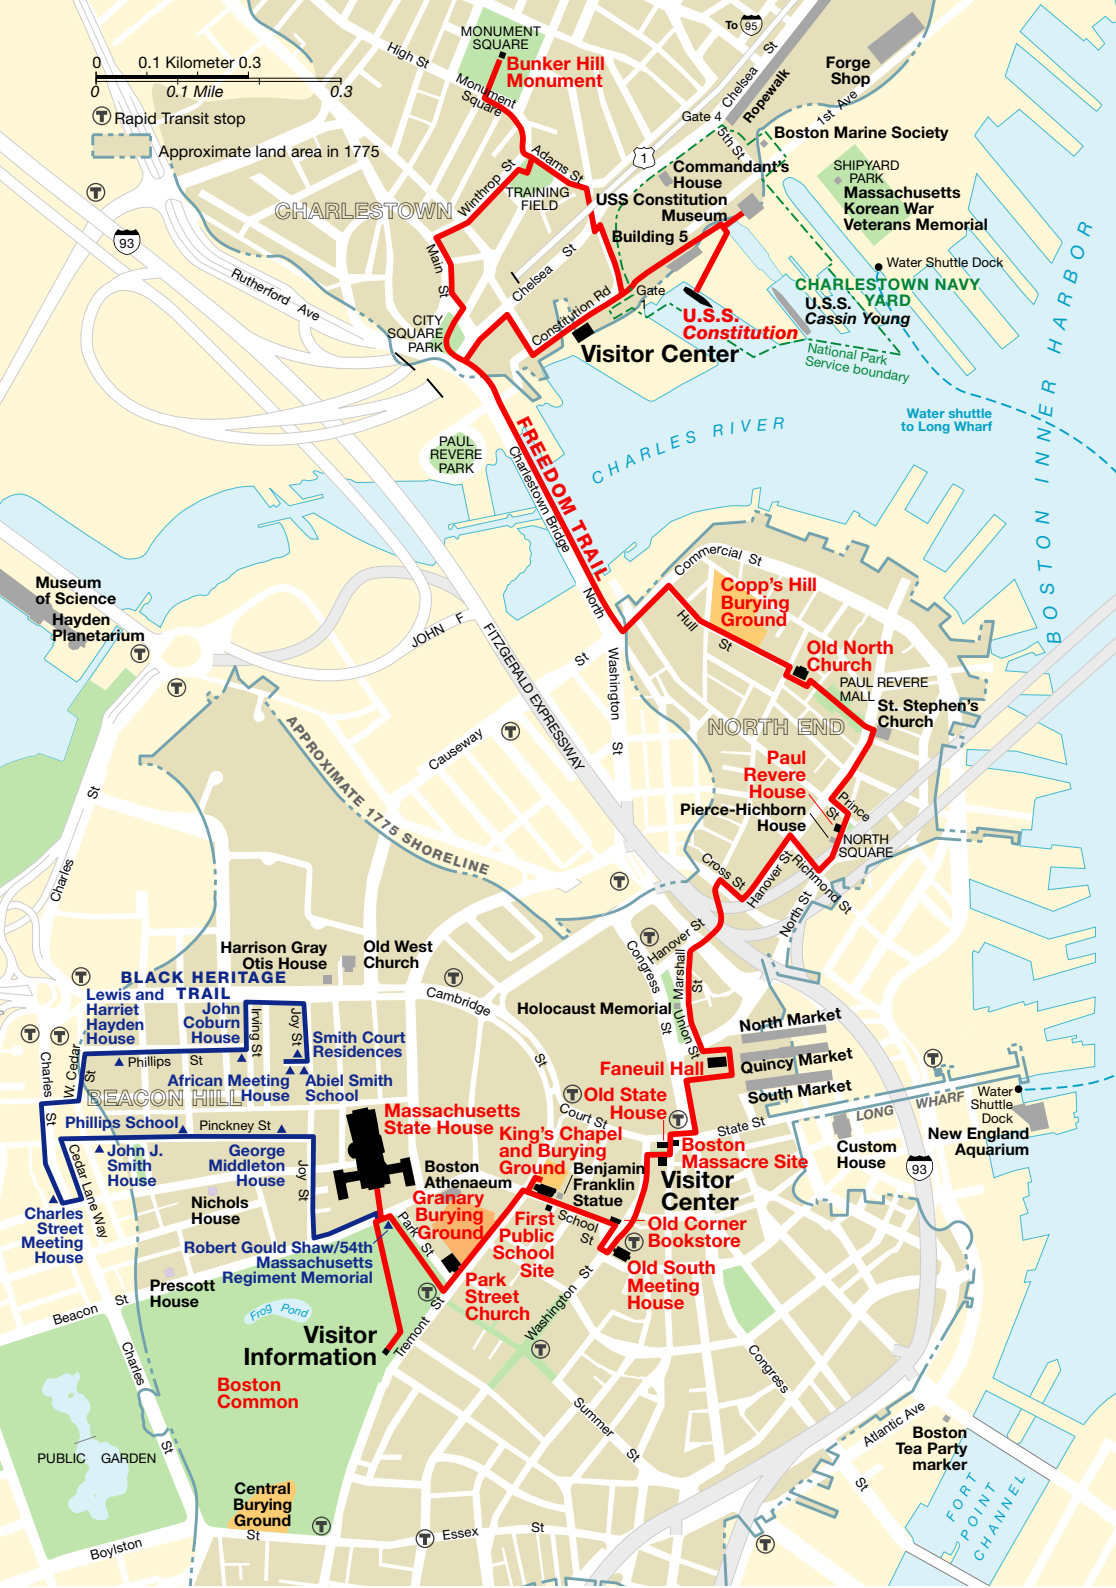 MONUMENT
SQUARE
To 95
High St
0 0.1 Kilometer 0.3
0 0.1 Mile 0.3
Bunker Hill
Monument
Monument
Square
Chelsea St
Ropewalk
Forge
Shop
1st Ave
T Rapid Transit stop
Approximate land area in 1775
Gate 4
5th St
Boston Marine Society
Adams St
1
Commandant's
House
SHIPYARD
PARK
Massachusetts
Korean War
Veterans Memorial
T
Winthrop St
TRAINING
FIELD
USS Constitution
Museum
CHARLESTOWN
93
Building 5
Main St
Chelsea St
Water Shuttle Dock
Rutherford Ave
CHARLESTOWN NAVY
YARD
Gate
1
U.S.S.
Cassin Young
Constitution Rd
U.S.S.
Constitution
CITY
SQUARE
PARK
Visitor Center
National Park
Service boundary
BOSTON INNER HARBOR
Water shuttle
to Long Wharf
FREEDOM TRAIL
CHARLES RIVER
PAUL
REVERE
PARK
Charlestown Bridge
Commercial St
Museum
of Science
Hayden
Planetarium
T
North
Washington St
Copp's Hill
Burying
Ground
Hull St
JOHN F
FITZGERALD EXPRESSWAY
Old North
Church
PAUL REVERE
MALL
St. Stephen's
Church
NORTH END
T
T
Causeway St
APPROXIMATE 1775 SHORELINE
Paul
Revere
House
Pierce-Hichborn
House
Prince
St
NORTH
SQUARE
Charles St
Cross St
Hanover St
Richmond St
North St
T
T
Hanover St
Congress St
Marshall St
Harrison Gray
Otis House
Old West
Church
T
T
BLACK HERITAGE
TRAIL
Lewis and
Harriet
Hayden
House
John
Coburn
House
Irving St
Joy St
Smith Court
Residences
Cambridge St
Holocaust Memorial
Union St
North Market
Quincy Market
South Market
Faneuil Hall
T
T
Charles St
W. Cedar St
Phillips St
African Meeting
House
Abiel Smith
School
BEACON HILL
Phillips School
Pinckney St
T
Old State
House
Court St
T
State St
T
LONG WHARF
Water
Shuttle
Dock
New England
Aquarium
Custom
House
93
Massachusetts
State House
King's Chapel
and Burying
Ground
Boston
Massacre Site
Visitor
Center
John J.
Smith
House
George
Middleton
House
Joy St
Cedar Lane Way
Boston
Athenaeum
Benjamin
Franklin
Statue
Nichols
House
Granary
Burying
Ground
Charles
Street
Meeting
House
Park St
First
Public
School
Site
School
St
Old Corner
Bookstore
T
Robert Gould Shaw/54th
Massachusetts
Regiment Memorial
Old South
Meeting
House
Prescott
House
Park
Street
Church
T
Beacon St
Frog Pond
Tremont St
Washington St
Visitor
Information
T
Charles St
Boston
Common
Congress St
Summer St
Atlantic Ave
Boston
Tea Party
marker
PUBLIC GARDEN
FORT
POINT
CHANNEL
Central
Burying
Ground
T
T
Essex St
T
Boylston St